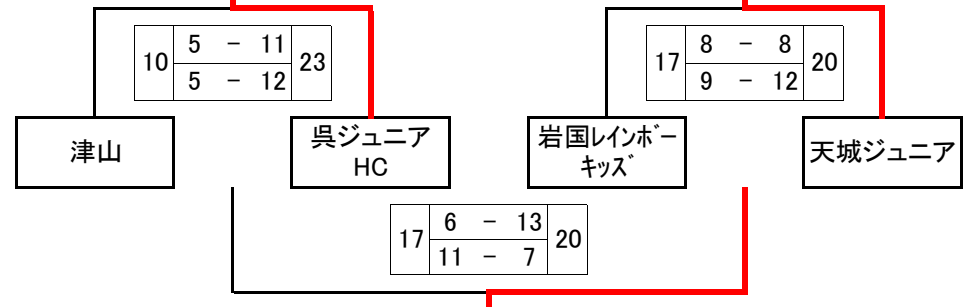 5 － 11
10 23
5 － 12
8 － 8
17 20
9 － 12
津山
呉ジュニア
HC
岩国ﾚｲﾝﾎﾞｰ
ｷｯｽﾞ
天城ジュニア
6 － 13
17 20
11 － 7